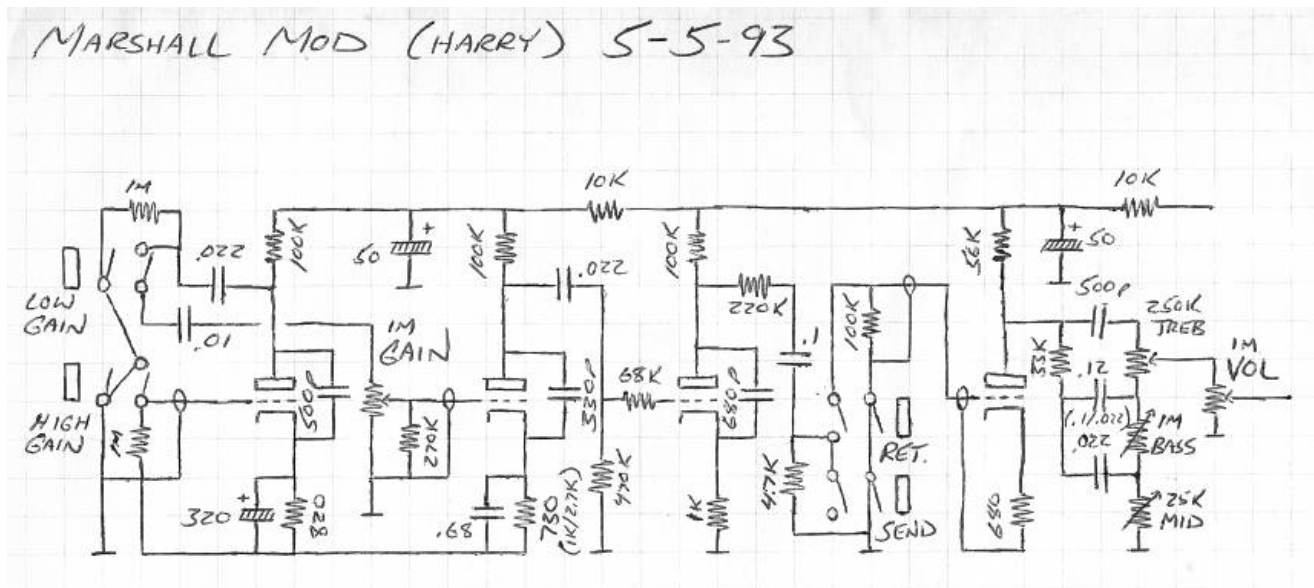 MARSHALL MOD (HARRY) 5-5-93
1M
10K
10K
.022
100K
50
100K
.022
100K
220K
56K
50
500P
250K
TREB
LOW
GAIN
.01
1M
GAIN
.1
100K
33K
1M
VOL
HIGH
GAIN
1M
500P
270K
330P
68K
680P
.12
(.1/.022)
.022
1M
BASS
RET.
320
820
.68
780
(1K/2.7K)
470K
1K
4.7K
SEND
680
25K
MID